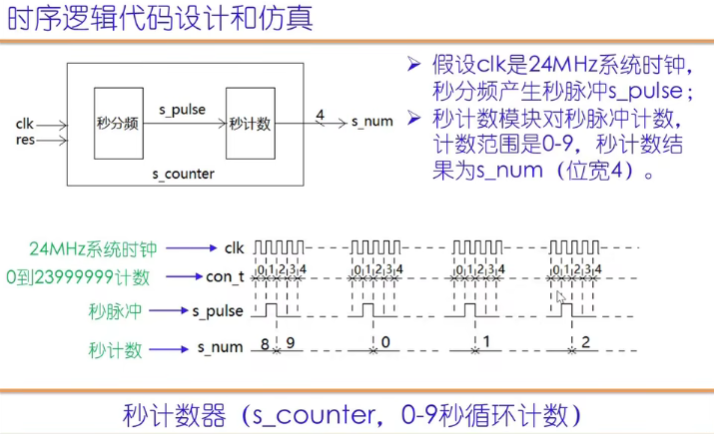 时序逻辑代码设计和仿真
clk
res
秒分频
s_pulse
秒计数
4
s_num
s_counter
➢ 假设clk是24MHz系统时钟，
秒分频产生秒脉冲s_pulse；
➢ 秒计数模块对秒脉冲计数，
计数范围是0-9，秒计数结
果为s_num（位宽4）。
24MHz系统时钟 clk
0到23999999计数 con_t 0 1 2 3 4 0 1 2 3 4 0 1 2 3 4 0 1 2 3 4
秒脉冲 s_pulse
秒计数 s_num 8 9 0 1 2
秒计数器（s_counter，0-9秒循环计数）